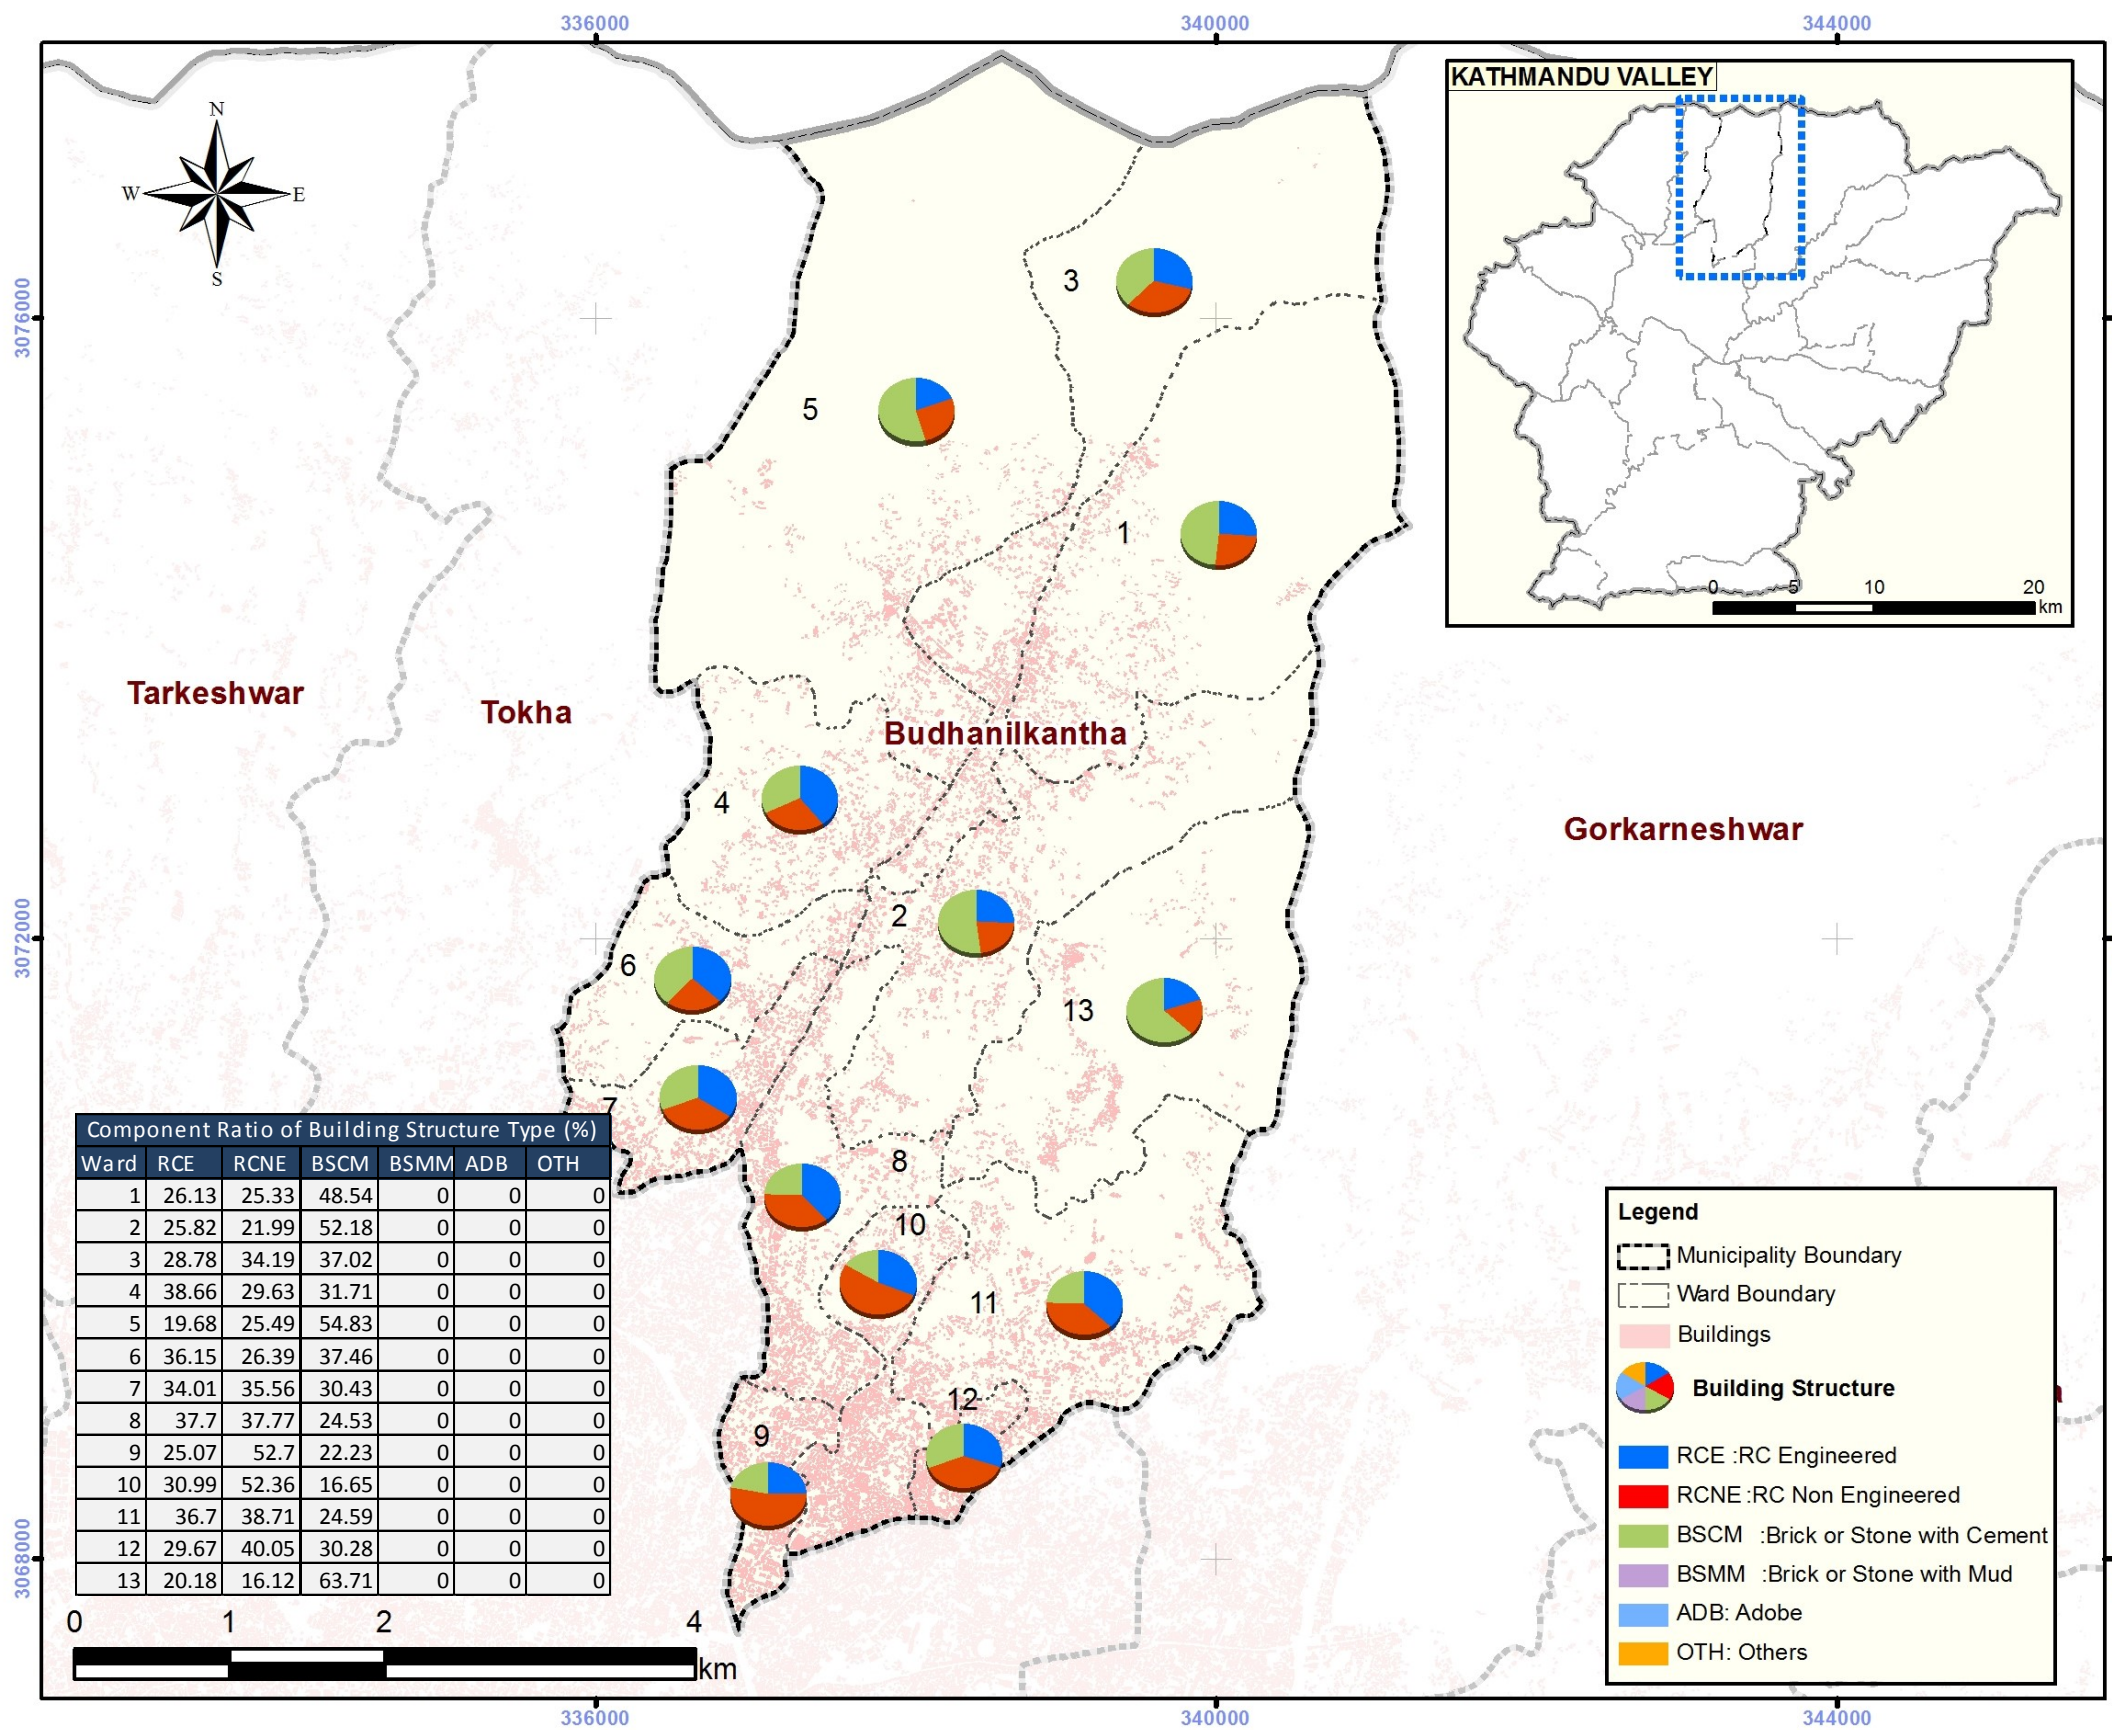 336000 340000 344000
KATHMANDU VALLEY
N
W E
S
3076000
3
5
1
0 5 10 20
km
Tarkeshwar
Tokha
Budhanilkantha
4
Gorkarneshwar
2
3072000
6
13
7
8
10
11
12
9
Component Ratio of Building Structure Type (%)
Ward RCE RCNE BSCM BSMM ADB OTH
1 26.13 25.33 48.54 0 0 0
2 25.82 21.99 52.18 0 0 0
3 28.78 34.19 37.02 0 0 0
4 38.66 29.63 31.71 0 0 0
5 19.68 25.49 54.83 0 0 0
6 36.15 26.39 37.46 0 0 0
7 34.01 35.56 30.43 0 0 0
8 37.7 37.77 24.53 0 0 0
9 25.07 52.7 22.23 0 0 0
10 30.99 52.36 16.65 0 0 0
11 36.7 38.71 24.59 0 0 0
12 29.67 40.05 30.28 0 0 0
13 20.18 16.12 63.71 0 0 0
3068000
0 1 2 4
km
Legend
Municipality Boundary
Ward Boundary
Buildings
Building Structure
RCE :RC Engineered
RCNE :RC Non Engineered
BSCM :Brick or Stone with Cement
BSMM :Brick or Stone with Mud
ADB: Adobe
OTH: Others
336000 340000 344000